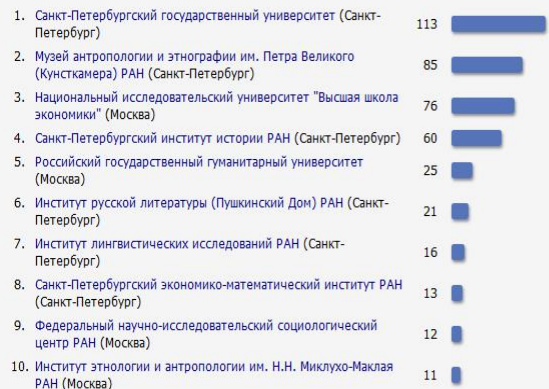 1. Санкт-Петербургский государственный университет (Санкт-
Петербург) 113
2. Музей антропологии и этнографии им. Петра Великого
(Кунсткамера) РАН (Санкт-Петербург) 85
3. Национальный исследовательский университет "Высшая школа
экономики" (Москва) 76
4. Санкт-Петербургский институт истории РАН (Санкт-Петербург) 60
5. Российский государственный гуманитарный университет
(Москва) 25
6. Институт русской литературы (Пушкинский Дом) РАН (Санкт-
Петербург) 21
7. Институт лингвистических исследований РАН (Санкт-
Петербург) 16
8. Санкт-Петербургский экономико-математический институт РАН
(Санкт-Петербург) 13
9. Федеральный научно-исследовательский социологический
центр РАН (Москва) 12
10. Институт этнологии и антропологии им. Н.Н. Миклухо-Маклая
РАН (Москва) 11